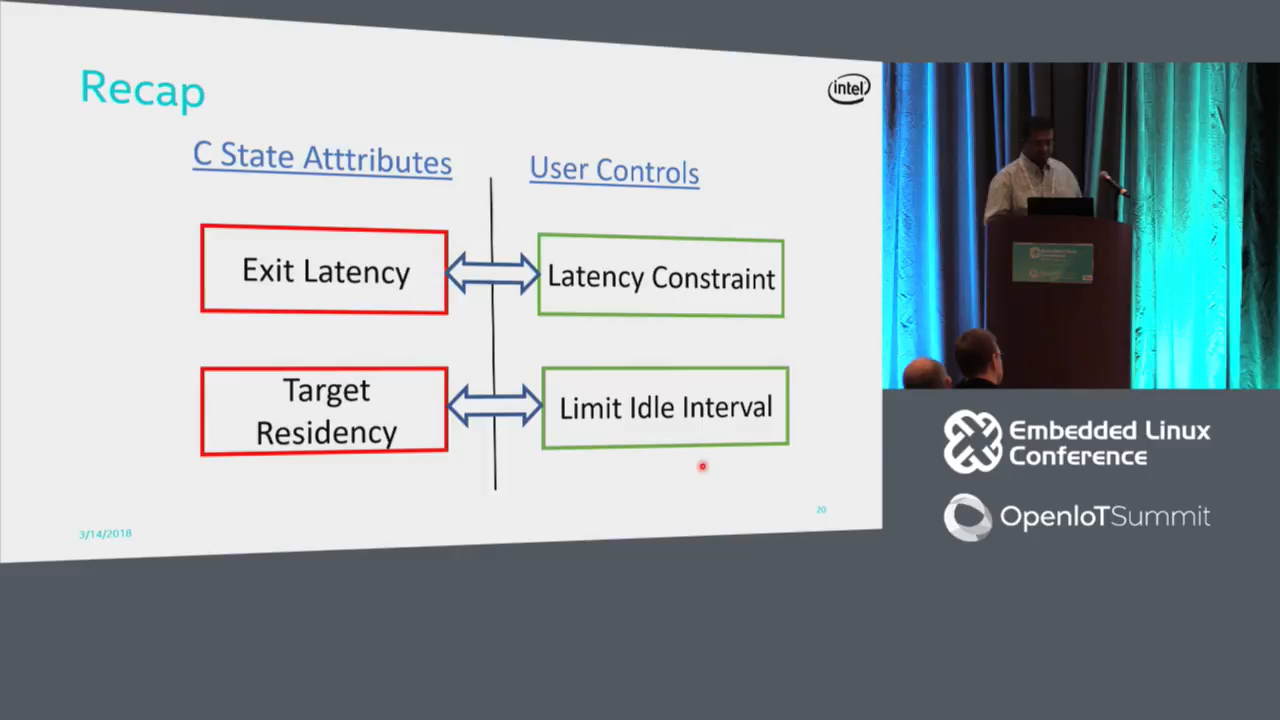 Recap
intel
C State Atttributes
User Controls
Exit Latency
Latency Constraint
Target
Residency
Limit Idle Interval
3/14/2018
20
Embedded Linux
Conference
OpenIoTSummit